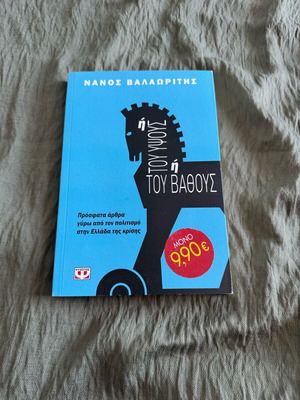 ΝΑΝΟΣ ΒΑΛΑΩΡΙΤΗΣ
ή
ΤΟΥ ΥΨΟΥΣ
ή
ΤΟΥ ΒΑΘΟΥΣ
Πρόσφατα άρθρα
γύρω από τον πολιτισμό
στην Ελλάδα της κρίσης
ΜΟΝΟ
9,90 €